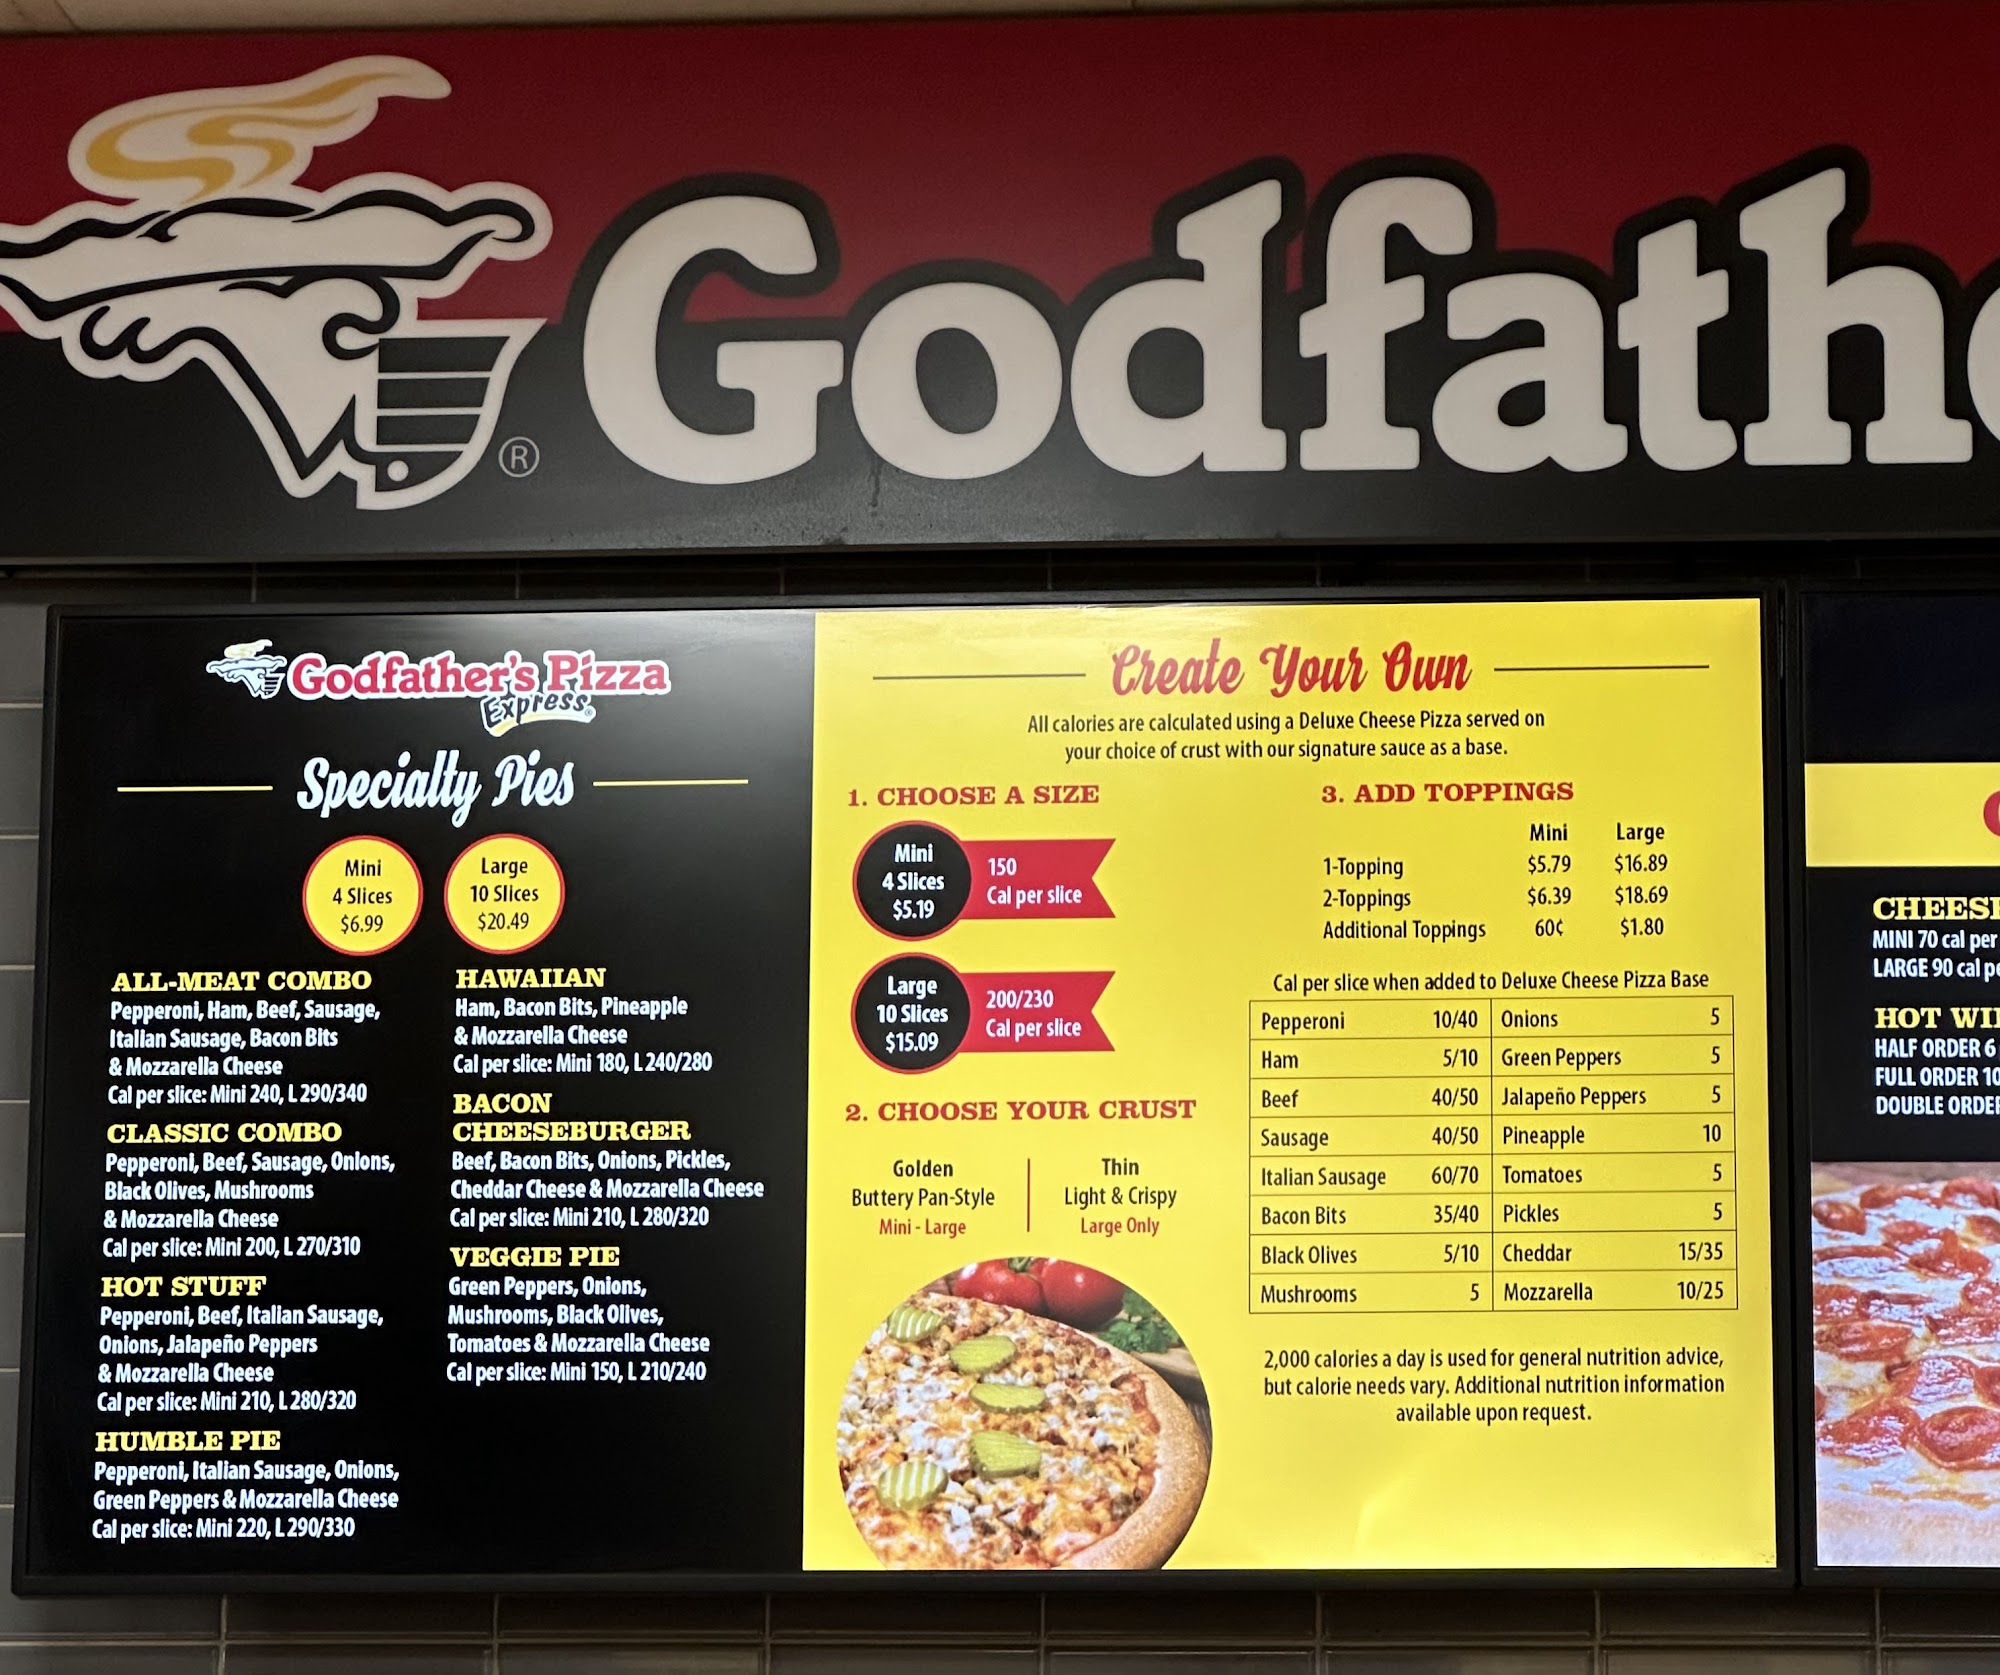 Godfath
®
Godfather's Pizza
Express®
Specialty Pies
Mini
4 Slices
$6.99
Large
10 Slices
$20.49
ALL-MEAT COMBO
Pepperoni, Ham, Beef, Sausage,
Italian Sausage, Bacon Bits
& Mozzarella Cheese
Cal per slice: Mini 240, L 290/340
CLASSIC COMBO
Pepperoni, Beef, Sausage, Onions,
Black Olives, Mushrooms
& Mozzarella Cheese
Cal per slice: Mini 200, L 270/310
HOT STUFF
Pepperoni, Beef, Italian Sausage,
Onions, Jalapeño Peppers
& Mozzarella Cheese
Cal per slice: Mini 210, L 280/320
HUMBLE PIE
Pepperoni, Italian Sausage, Onions,
Green Peppers & Mozzarella Cheese
Cal per slice: Mini 220, L 290/330
HAWAIIAN
Ham, Bacon Bits, Pineapple
& Mozzarella Cheese
Cal per slice: Mini 180, L 240/280
BACON
CHEESEBURGER
Beef, Bacon Bits, Onions, Pickles,
Cheddar Cheese & Mozzarella Cheese
Cal per slice: Mini 210, L 280/320
VEGGIE PIE
Green Peppers, Onions,
Mushrooms, Black Olives,
Tomatoes & Mozzarella Cheese
Cal per slice: Mini 150, L 210/240
Create Your Own
All calories are calculated using a Deluxe Cheese Pizza served on
your choice of crust with our signature sauce as a base.
1. CHOOSE A SIZE
Mini
4 Slices
$5.19
150
Cal per slice
Large
10 Slices
$15.09
200/230
Cal per slice
2. CHOOSE YOUR CRUST
Golden
Buttery Pan-Style
Mini - Large
Thin
Light & Crispy
Large Only
3. ADD TOPPINGS
Mini Large
1-Topping $5.79 $16.89
2-Toppings $6.39 $18.69
Additional Toppings 60¢ $1.80
Cal per slice when added to Deluxe Cheese Pizza Base
Pepperoni 10/40 Onions 5
Ham 5/10 Green Peppers 5
Beef 40/50 Jalapeño Peppers 5
Sausage 40/50 Pineapple 10
Italian Sausage 60/70 Tomatoes 5
Bacon Bits 35/40 Pickles 5
Black Olives 5/10 Cheddar 15/35
Mushrooms 5 Mozzarella 10/25
2,000 calories a day is used for general nutrition advice,
but calorie needs vary. Additional nutrition information
available upon request.
CHEES
MINI 70 cal per
LARGE 90 cal p
HOT WI
HALF ORDER 6
FULL ORDER 10
DOUBLE ORDER